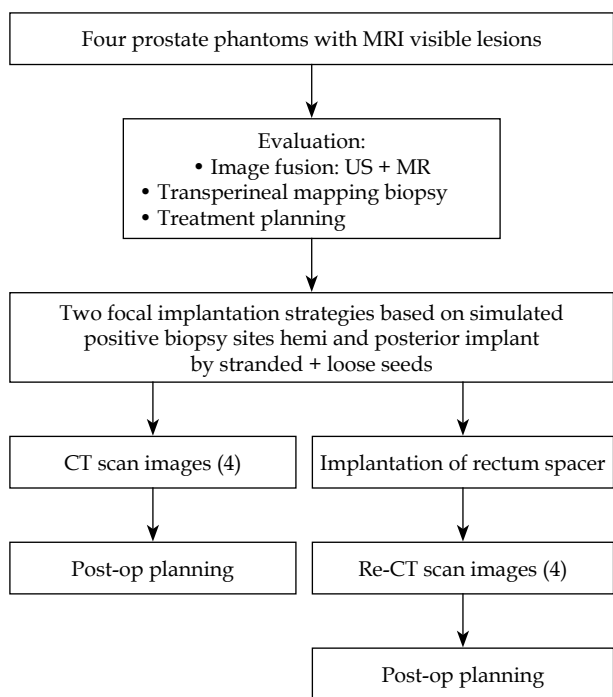 Four prostate phantoms with MRI visible lesions
Evaluation:
• Image fusion: US + MR
• Transperineal mapping biopsy
• Treatment planning
Two focal implantation strategies based on simulated
positive biopsy sites hemi and posterior implant
by stranded + loose seeds
CT scan images (4)
Implantation of rectum spacer
Post-op planning
Re-CT scan images (4)
Post-op planning